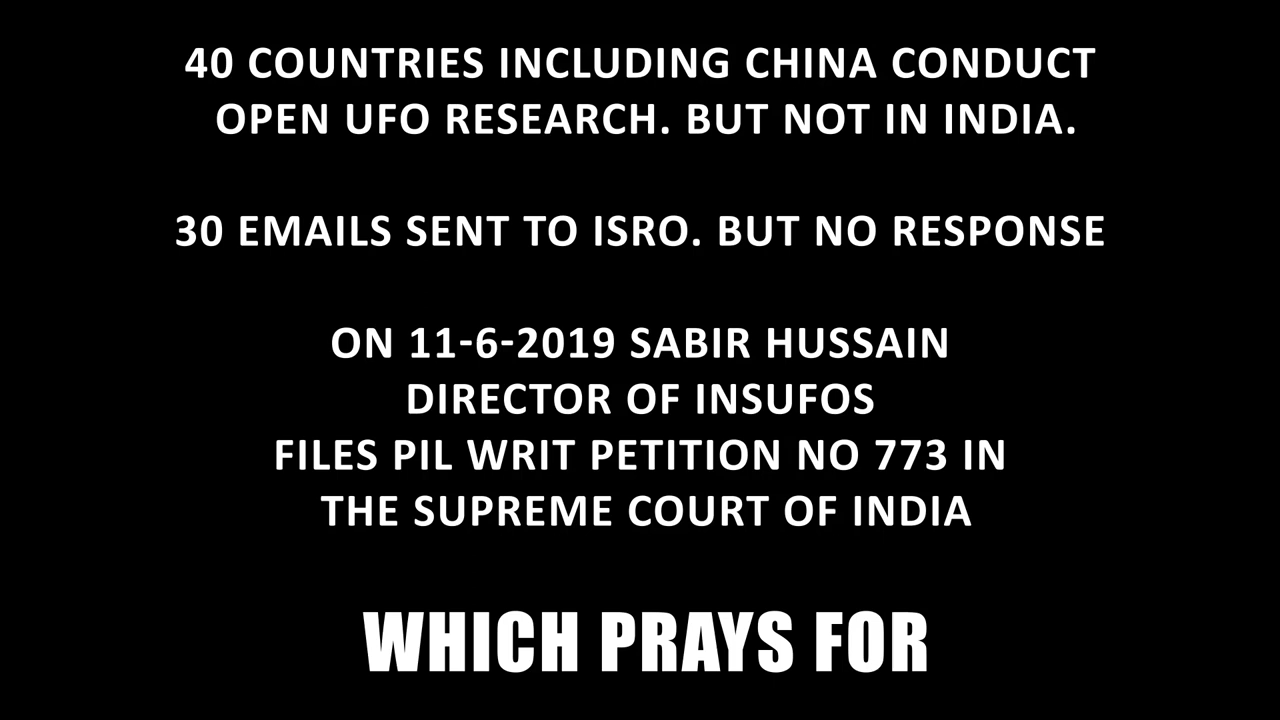 40 COUNTRIES INCLUDING CHINA CONDUCT
OPEN UFO RESEARCH. BUT NOT IN INDIA.
30 EMAILS SENT TO ISRO. BUT NO RESPONSE
ON 11-6-2019 SABIR HUSSAIN
DIRECTOR OF INSUFOS
FILES PIL WRIT PETITION NO 773 IN
THE SUPREME COURT OF INDIA
WHICH PRAYS FOR